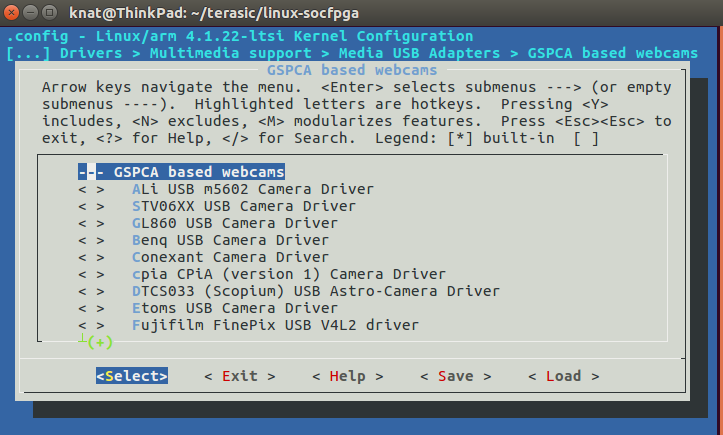 knat@ThinkPad: ~/terasic/linux-socfpga
.config - Linux/arm 4.1.22-ltsi Kernel Configuration
[...] Drivers > Multimedia support > Media USB Adapters > GSPCA based webcams
GSPCA based webcams
Arrow keys navigate the menu.  <Enter> selects submenus ---> (or empty
submenus ----).  Highlighted letters are hotkeys.  Pressing <Y>
includes, <N> excludes, <M> modularizes features.  Press <Esc><Esc> to
exit, <?> for Help, </> for Search.  Legend: [*] built-in  [ ]
--- GSPCA based webcams
< >   ALi USB m5602 Camera Driver
< >   STV06XX USB Camera Driver
< >   GL860 USB Camera Driver
< >   Benq USB Camera Driver
< >   Conexant Camera Driver
< >   cpia CPiA (version 1) Camera Driver
< >   DTCS033 (Scopium) USB Astro-Camera Driver
< >   Etoms USB Camera Driver
< >   Fujifilm FinePix USB V4L2 driver
(+)
<Select>    < Exit >    < Help >    < Save >    < Load >